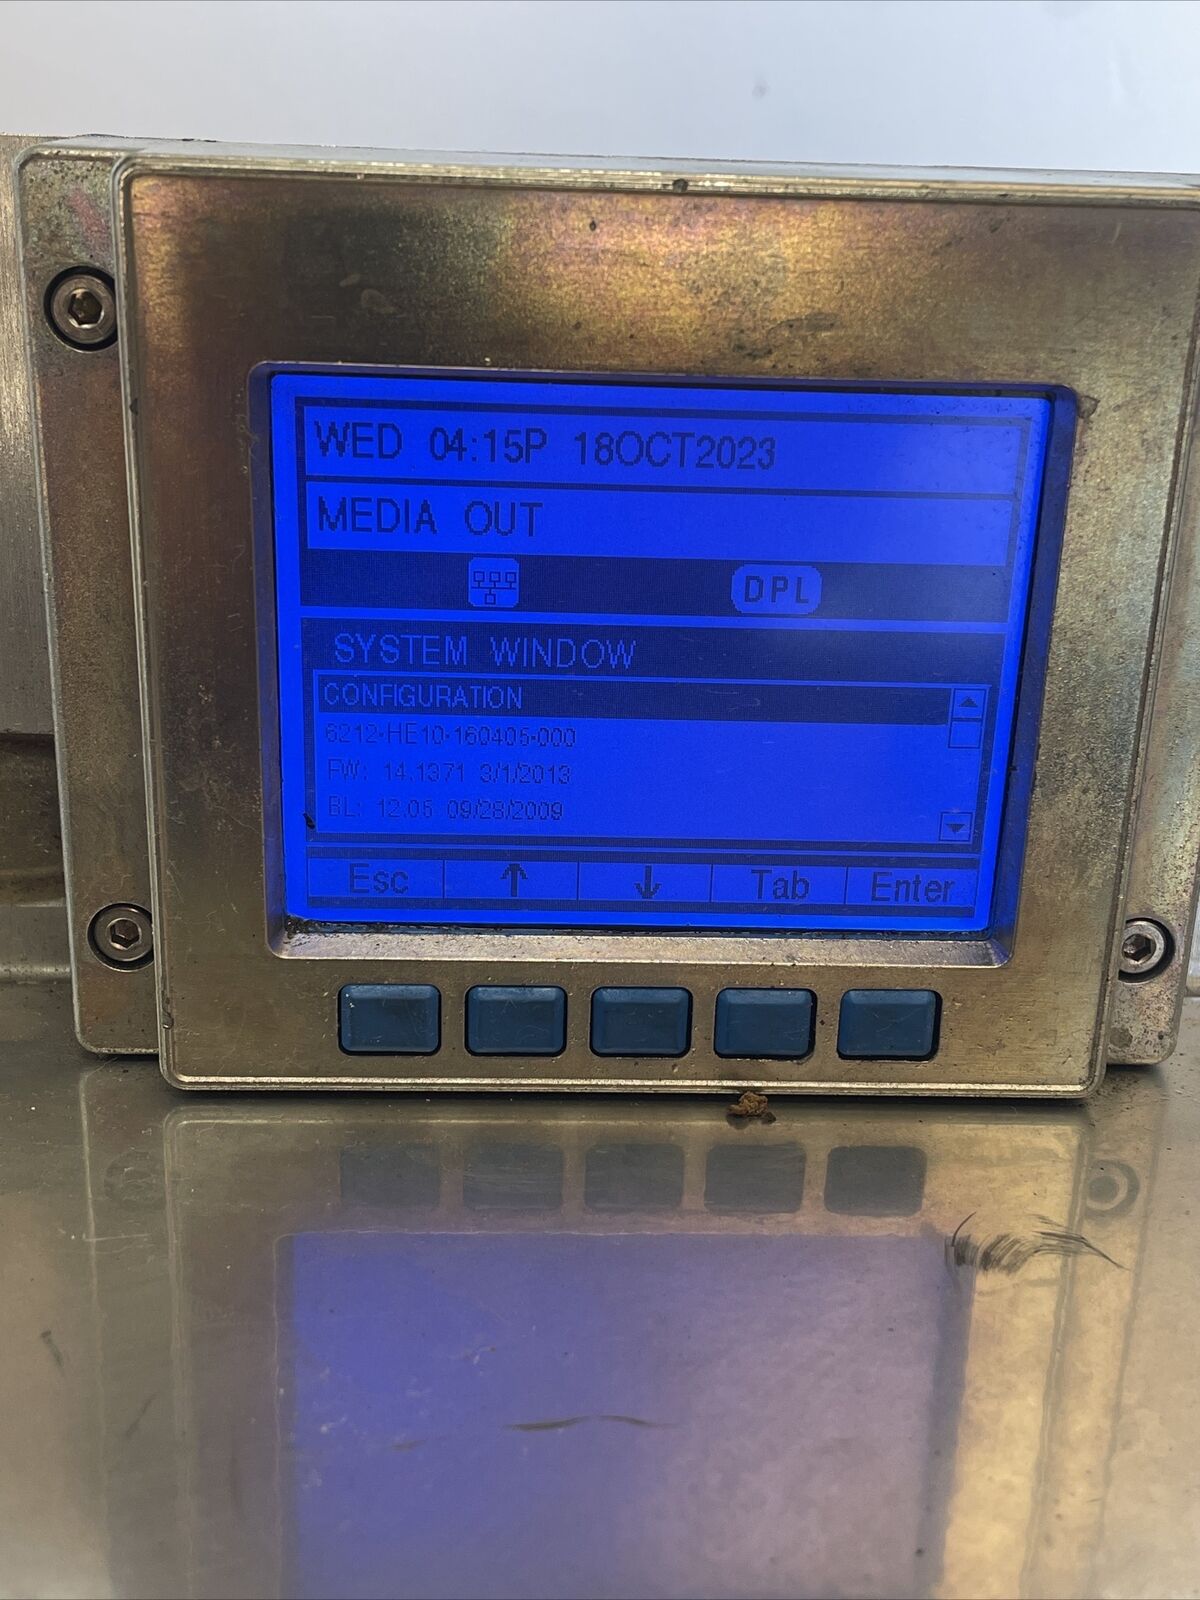 WED 04:15P 18OCT2023
MEDIA OUT
DPL
SYSTEM WINDOW
CONFIGURATION
6212-HE10-160405-000
FW: 14.1371 3/1/2013
BL: 12.05 09/28/2009
Esc ↑ ↓ Tab Enter